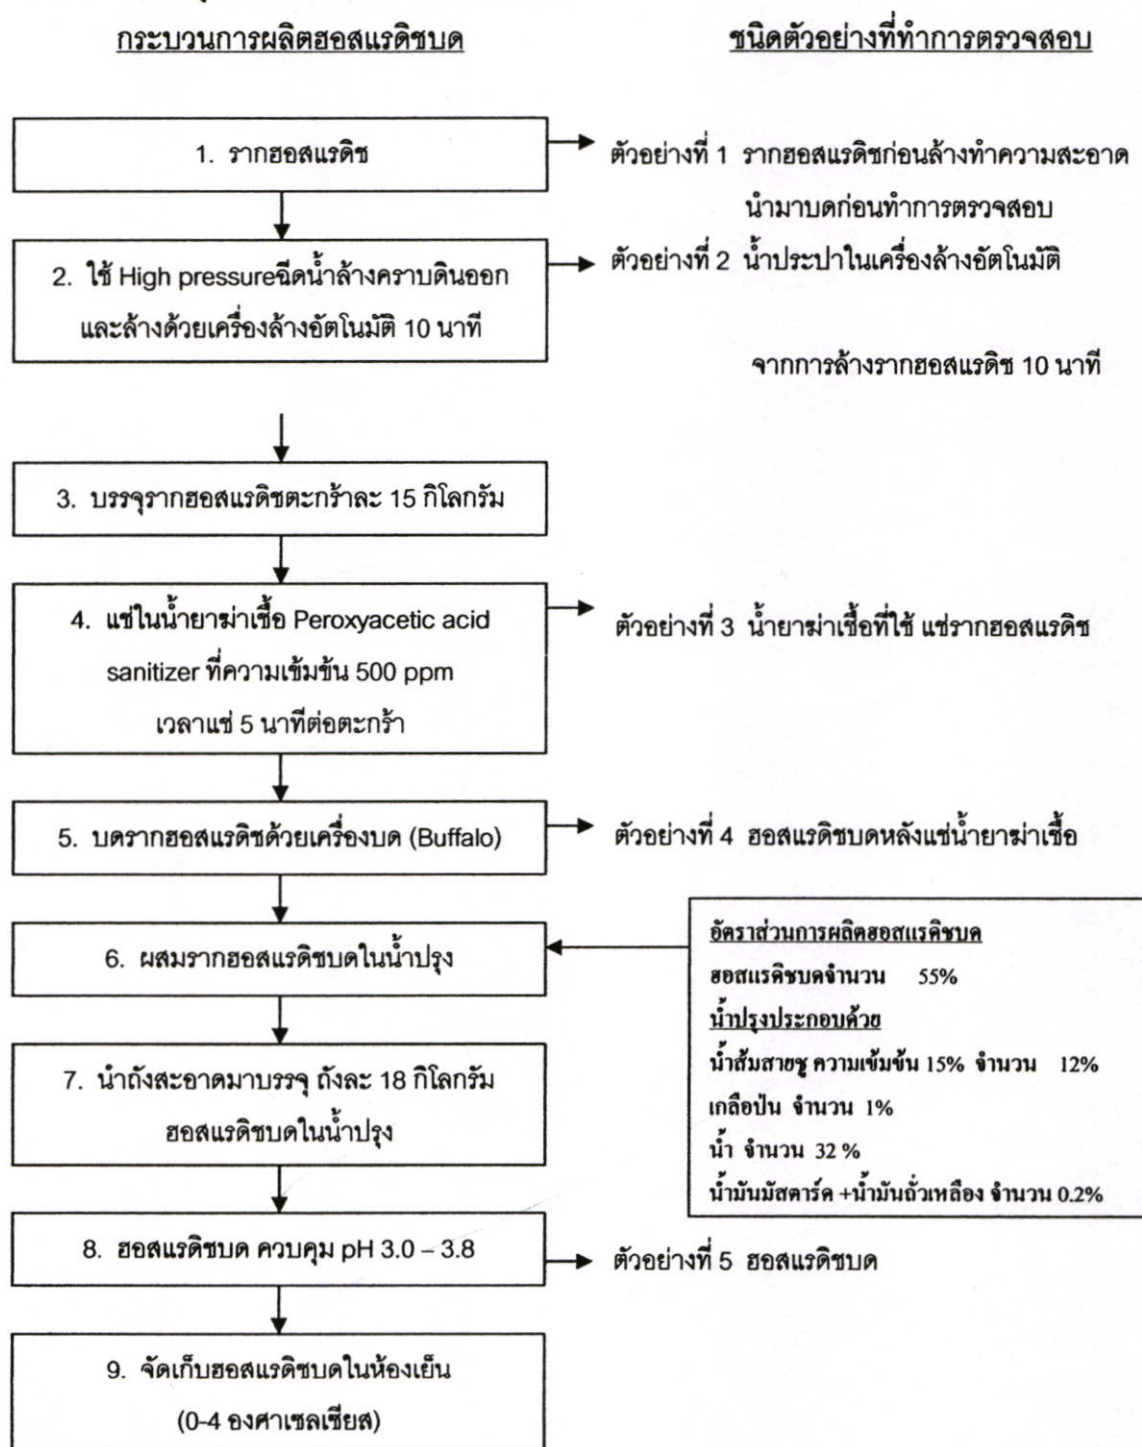 กระบวนการผลิตฮอสแรดิชบด
ชนิดตัวอย่างที่ทำการตรวจสอบ
1. รากฮอสแรดิช
ตัวอย่างที่ 1 รากฮอสแรดิชก่อนล้างทำความสะอาด
นำมาบดก่อนทำการตรวจสอบ
2. ใช้ High pressureฉีดน้ำล้างคราบดินออก
และล้างด้วยเครื่องล้างอัตโนมัติ 10 นาที
ตัวอย่างที่ 2 น้ำประปาในเครื่องล้างอัตโนมัติ
จากการล้างรากฮอสแรดิช 10 นาที
3. บรรจุรากฮอสแรดิชตะกร้าละ 15 กิโลกรัม
4. แช่ในน้ำยาฆ่าเชื้อ Peroxyacetic acid
sanitizer ที่ความเข้มข้น 500 ppm
เวลาแช่ 5 นาทีต่อตะกร้า
ตัวอย่างที่ 3 น้ำยาฆ่าเชื้อที่ใช้ แช่รากฮอสแรดิช
5. บดรากฮอสแรดิชด้วยเครื่องบด (Buffalo)
ตัวอย่างที่ 4 ฮอสแรดิชบดหลังแช่น้ำยาฆ่าเชื้อ
6. ผสมรากฮอสแรดิชบดในน้ำปรุง
อัตราส่วนการผลิตฮอสแรดิชบด
ฮอสแรดิชบดจำนวน 55%
น้ำปรุงประกอบด้วย
น้ำส้มสายชู ความเข้มข้น 15% จำนวน 12%
เกลือป่น จำนวน 1%
น้ำ จำนวน 32 %
น้ำมันมัสตาร์ด +น้ำมันถั่วเหลือง จำนวน 0.2%
7. นำถังสะอาดมาบรรจุ ถังละ 18 กิโลกรัม
ฮอสแรดิชบดในน้ำปรุง
8. ฮอสแรดิชบด ควบคุม pH 3.0 – 3.8
ตัวอย่างที่ 5 ฮอสแรดิชบด
9. จัดเก็บฮอสแรดิชบดในห้องเย็น
(0-4 องศาเซลเซียส)